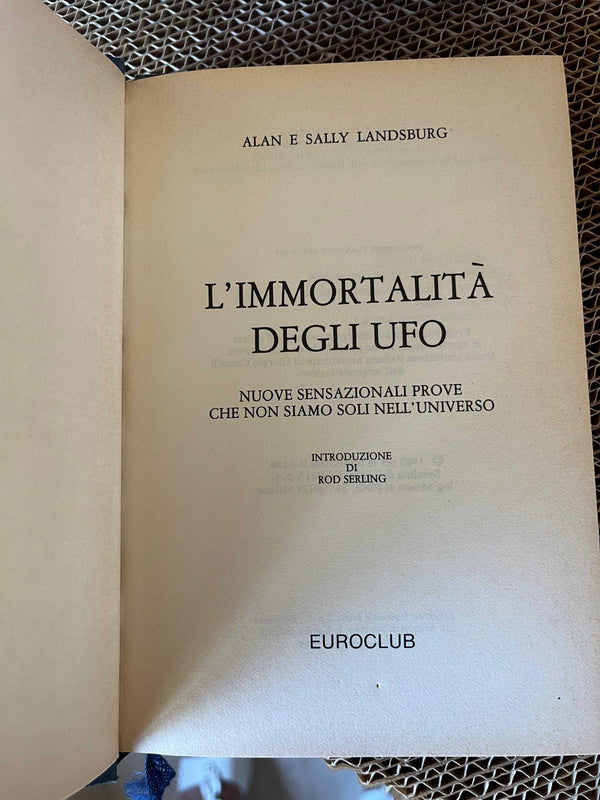 ALAN E SALLY LANDSBURG
L'IMMORTALITÀ
DEGLI UFO
NUOVE SENSAZIONALI PROVE
CHE NON SIAMO SOLI NELL'UNIVERSO
INTRODUZIONE
DI
ROD SERLING
EUROCLUB